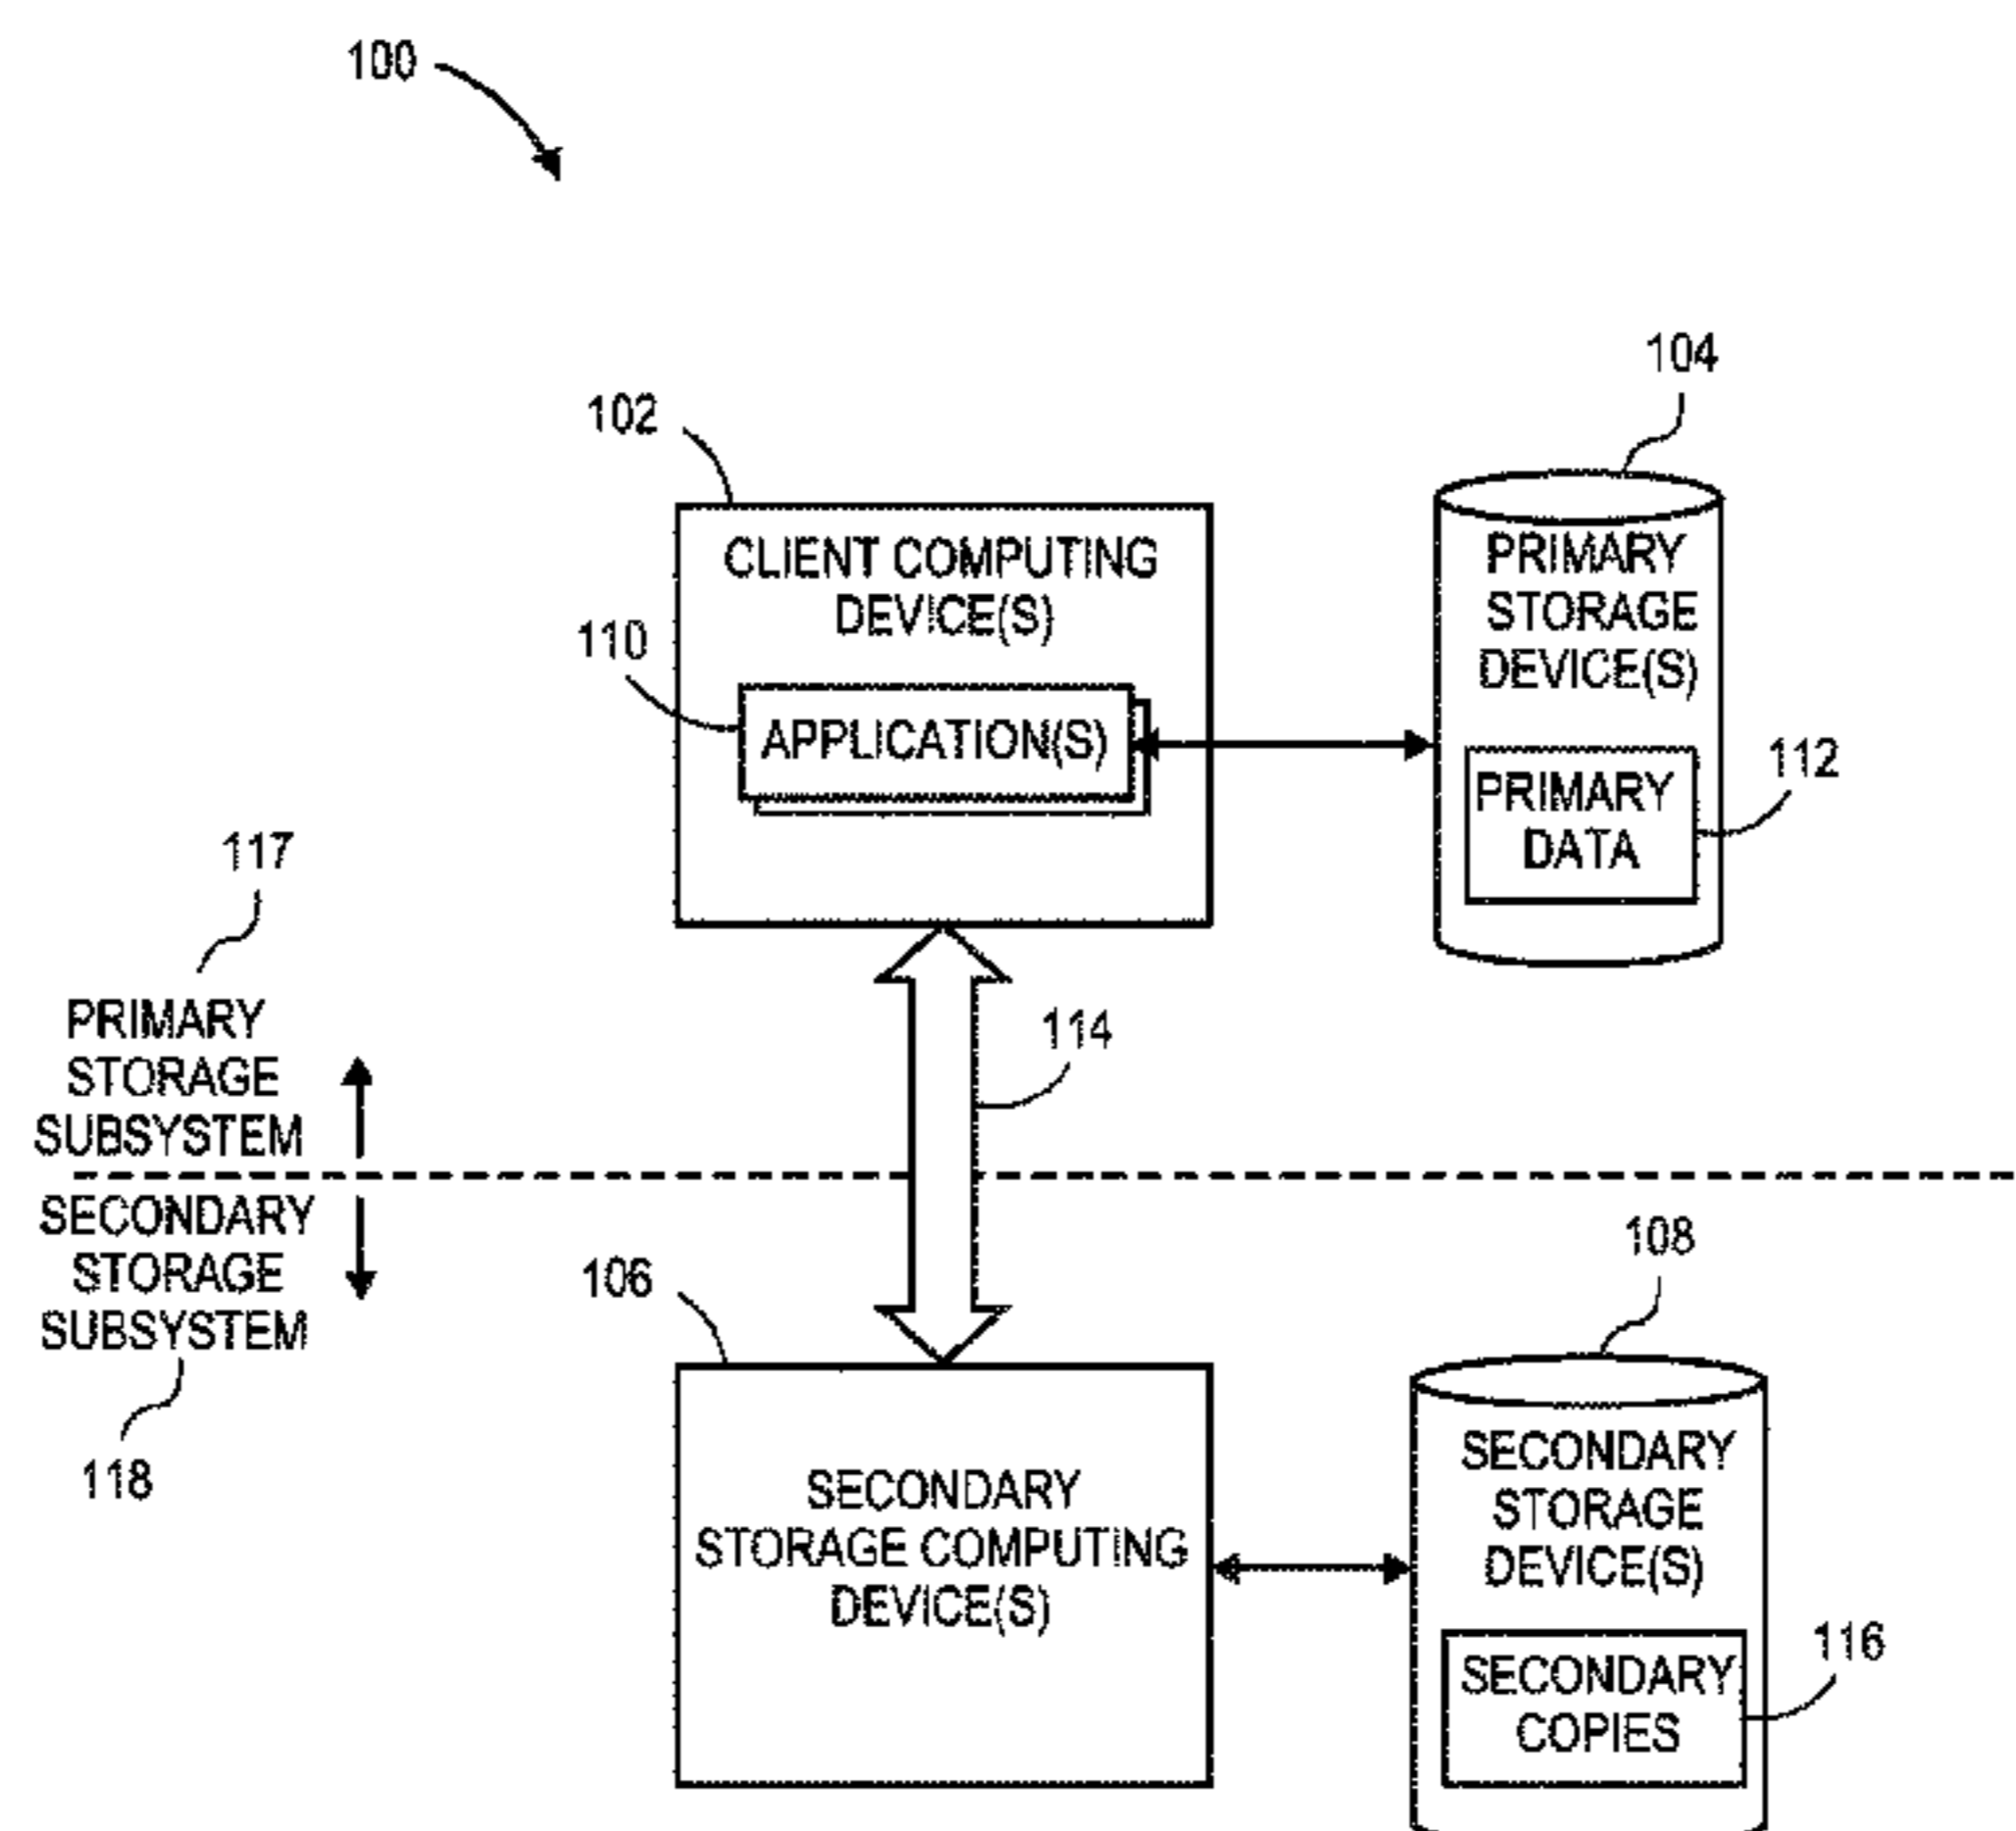 100
104
102
CLIENT COMPUTING
DEVICE(S)
PRIMARY
STORAGE
DEVICE(S)
110
APPLICATION(S)
PRIMARY
DATA
112
117
PRIMARY
STORAGE
SUBSYSTEM
114
SECONDARY
STORAGE
SUBSYSTEM
118
106
108
SECONDARY
STORAGE COMPUTING
DEVICE(S)
SECONDARY
STORAGE
DEVICE(S)
SECONDARY
COPIES
116